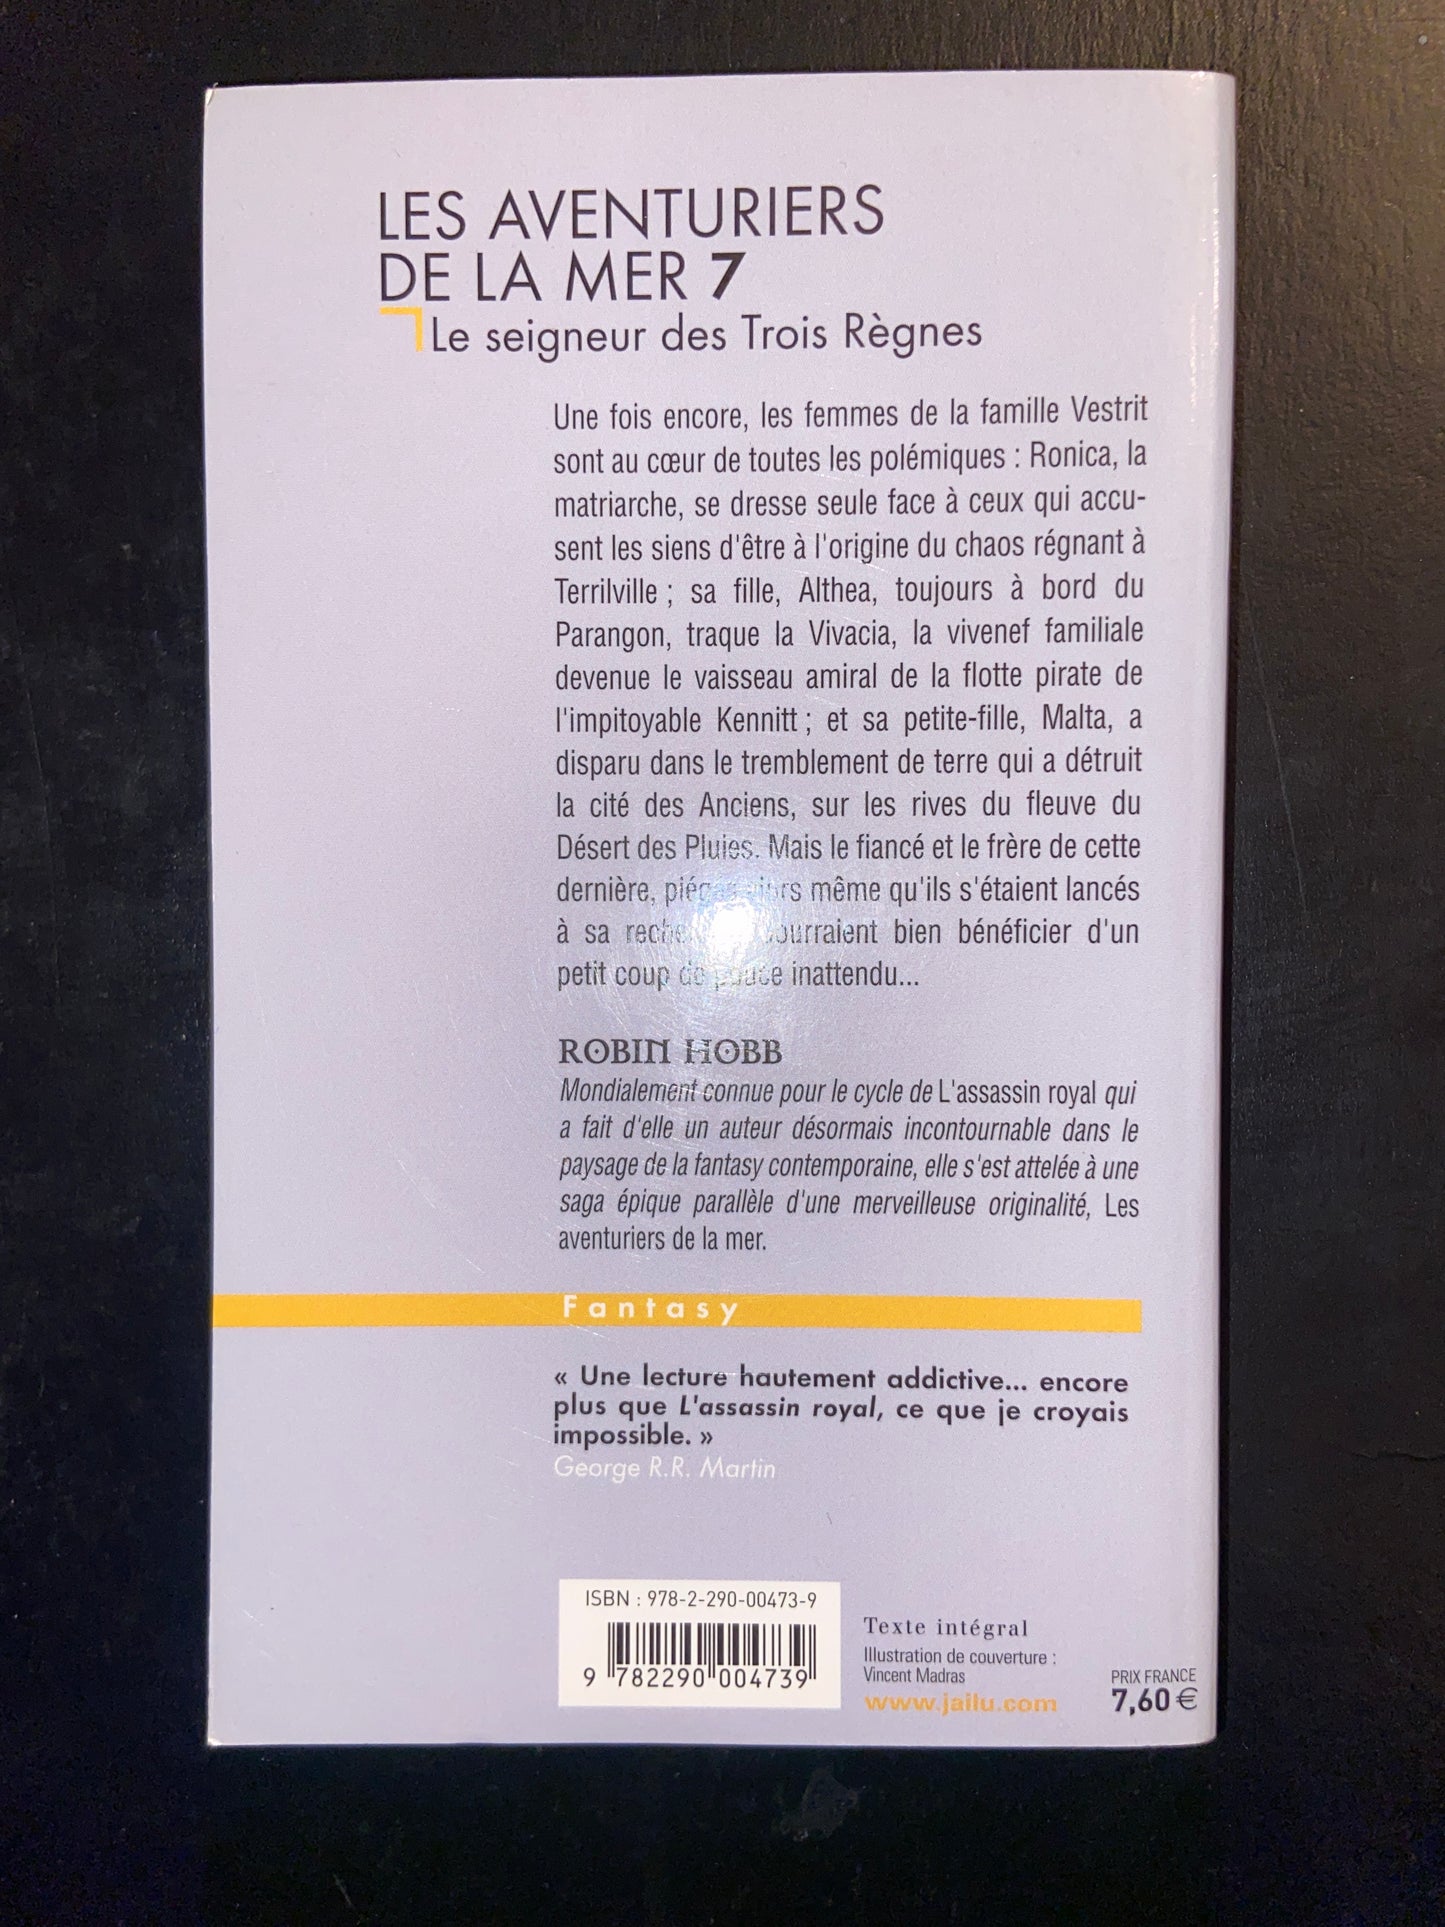 LES AVENTURIERS
DE LA MER 7
Le seigneur des Trois Règnes
Une fois encore, les femmes de la famille Vestrit
sont au cœur de toutes les polémiques : Ronica, la
matriarche, se dresse seule face à ceux qui accu-
sent les siens d'être à l'origine du chaos régnant à
Terrilville ; sa fille, Althea, toujours à bord du
Parangon, traque la Vivacia, la vivenef familiale
devenue le vaisseau amiral de la flotte pirate de
l'impitoyable Kennitt ; et sa petite-fille, Malta, a
disparu dans le tremblement de terre qui a détruit
la cité des Anciens, sur les rives du fleuve du
Désert des Pluies. Mais le fiancé et le frère de cette
dernière, même qu'ils s'étaient lancés
à sa pourraient bien bénéficier d'un
petit coup de pouce inattendu...
ROBIN HOBB
Mondialement connue pour le cycle de L'assassin royal qui
a fait d'elle un auteur désormais incontournable dans le
paysage de la fantasy contemporaine, elle s'est attelée à une
saga épique parallèle d'une merveilleuse originalité, Les
aventuriers de la mer.
Fantasy
« Une lecture hautement addictive... encore
plus que L'assassin royal, ce que je croyais
impossible. »
George R.R. Martin
ISBN : 978-2-290-00473-9
9 782290 004739
Texte intégral
Illustration de couverture :
Vincent Madras
www.jailu.com
PRIX FRANCE
7,60 €